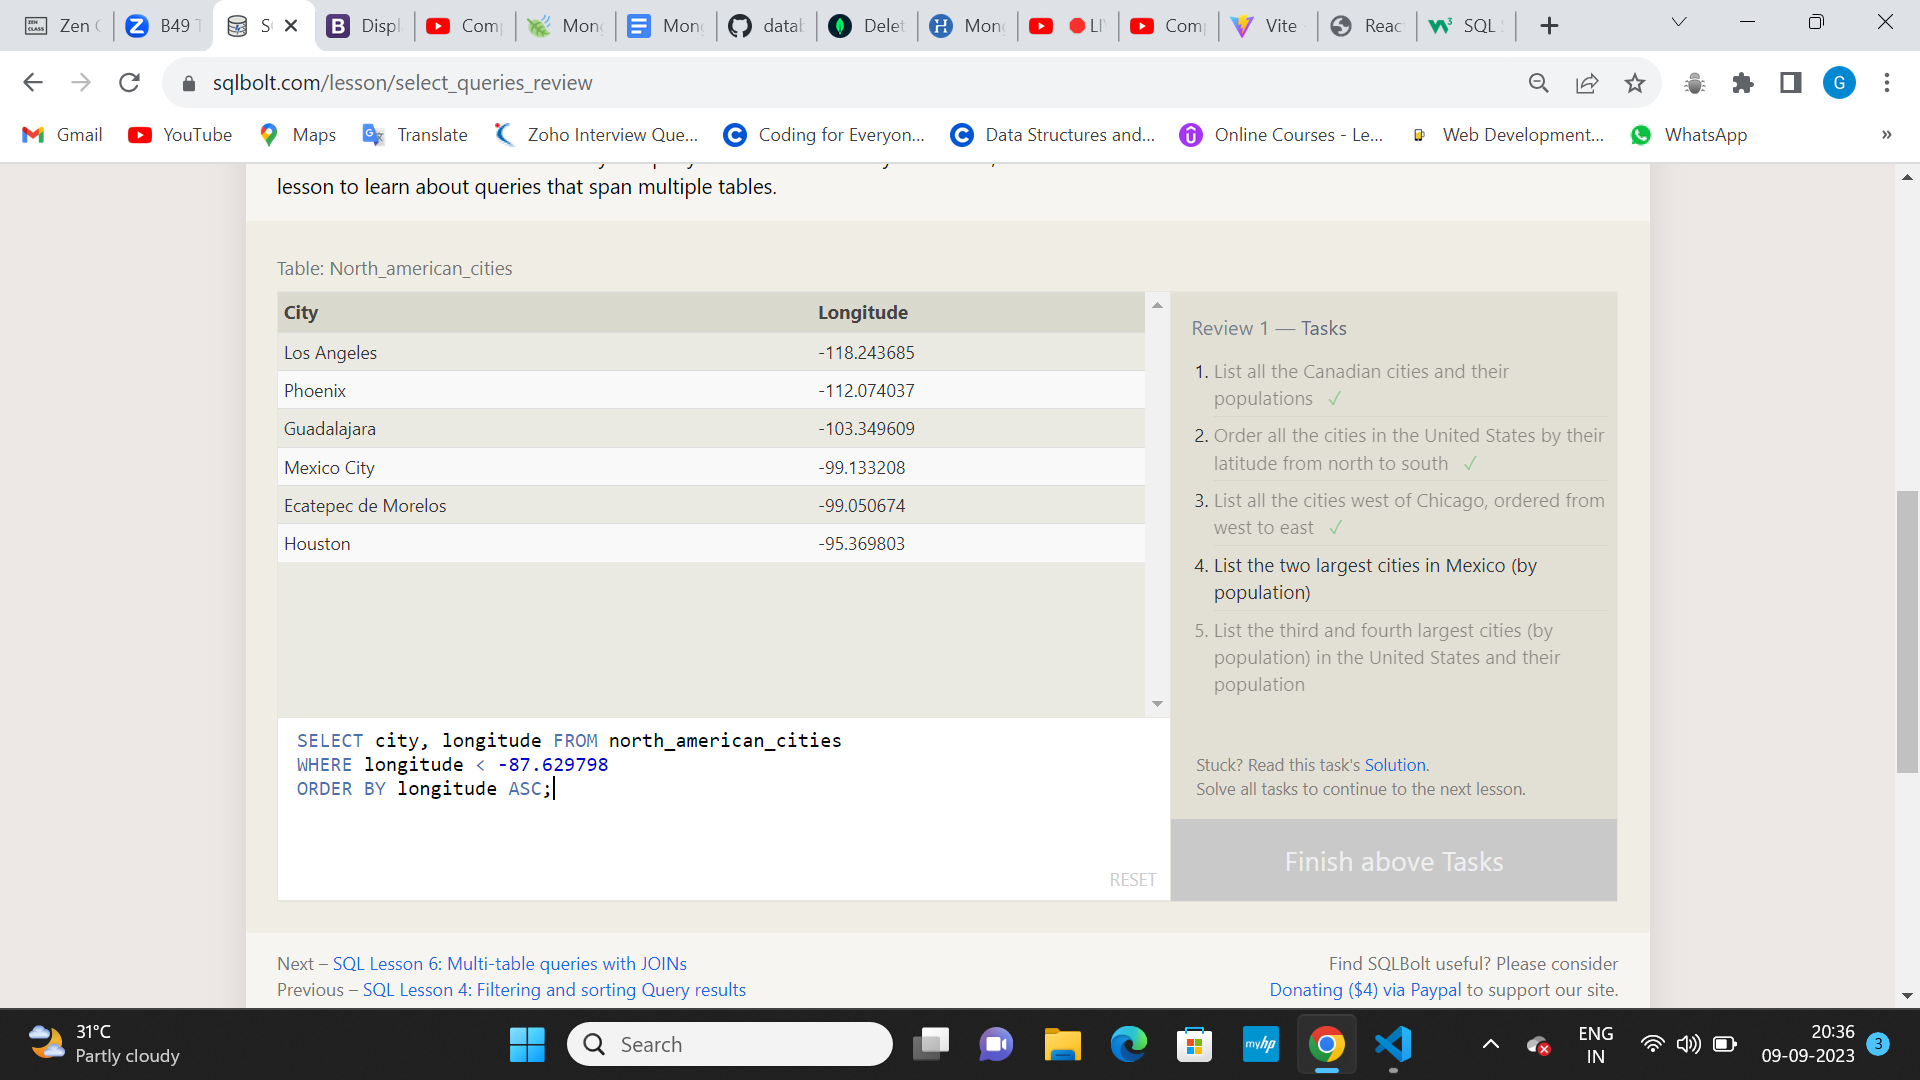 Zen C
B49 T
S
Displ
Comp
Mong
Mong
datab
Delet
Mong
LI
Comp
Vite
Reac
SQL
sqlbolt.com/lesson/select_queries_review
G
Gmail
YouTube
Maps
Translate
Zoho Interview Que...
Coding for Everyon...
Data Structures and...
Online Courses - Le...
Web Development...
WhatsApp
»
lesson to learn about queries that span multiple tables.
Table: North_american_cities
City Longitude
Los Angeles -118.243685
Phoenix -112.074037
Guadalajara -103.349609
Mexico City -99.133208
Ecatepec de Morelos -99.050674
Houston -95.369803
Review 1 — Tasks
1. List all the Canadian cities and their
populations ✓
2. Order all the cities in the United States by their
latitude from north to south ✓
3. List all the cities west of Chicago, ordered from
west to east ✓
4. List the two largest cities in Mexico (by
population)
5. List the third and fourth largest cities (by
population) in the United States and their
population
SELECT city, longitude FROM north_american_cities
WHERE longitude < -87.629798
ORDER BY longitude ASC;
RESET
Stuck? Read this task's Solution.
Solve all tasks to continue to the next lesson.
Finish above Tasks
Next – SQL Lesson 6: Multi-table queries with JOINs
Previous – SQL Lesson 4: Filtering and sorting Query results
Find SQLBolt useful? Please consider
Donating ($4) via Paypal to support our site.
31°C
Partly cloudy
Search
myhp
ENG
IN
20:36
09-09-2023
3